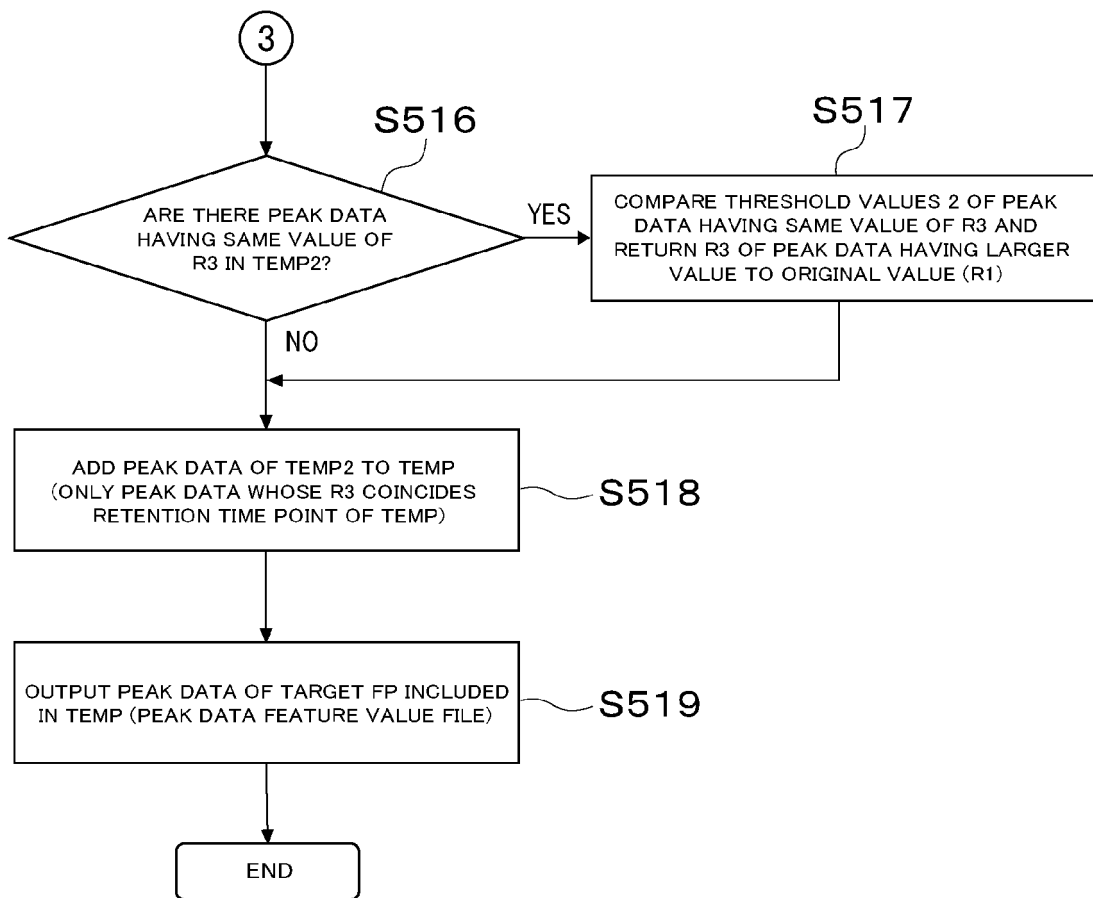 3
S516
S517
ARE THERE PEAK DATA
HAVING SAME VALUE OF
R3 IN TEMP2?
YES
COMPARE THRESHOLD VALUES 2 OF PEAK
DATA HAVING SAME VALUE OF R3 AND
RETURN R3 OF PEAK DATA HAVING LARGER
VALUE TO ORIGINAL VALUE (R1)
NO
ADD PEAK DATA OF TEMP2 TO TEMP
(ONLY PEAK DATA WHOSE R3 COINCIDES
RETENTION TIME POINT OF TEMP)
S518
OUTPUT PEAK DATA OF TARGET FP INCLUDED
IN TEMP (PEAK DATA FEATURE VALUE FILE)
S519
END